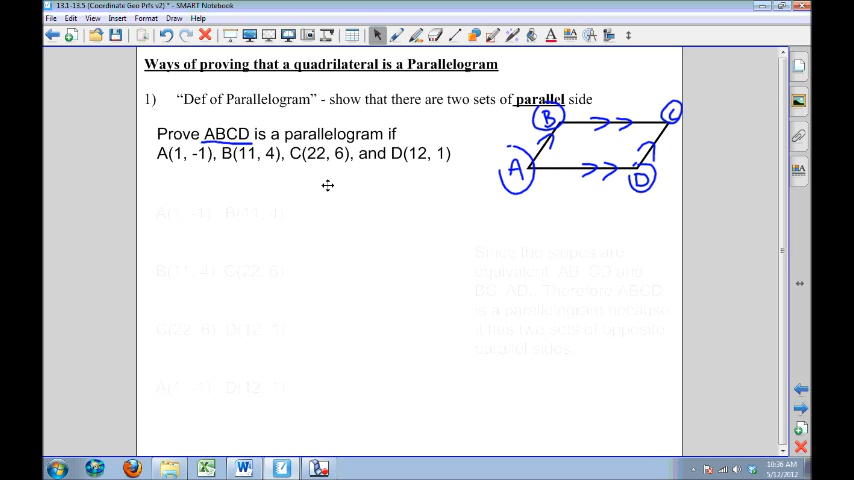 13.1-13.5 (Coordinate Geo Prfs v2) * - SMART Notebook
File Edit View Insert Format Draw Help
Ways of proving that a quadrilateral is a Parallelogram
1) “Def of Parallelogram” - show that there are two sets of parallel side
Prove ABCD is a parallelogram if
A(1, -1), B(11, 4), C(22, 6), and D(12, 1)
B
C
A
D
A(1, -1) B(11, 4)
B(11, 4) C(22, 6)
C(22, 6) D(12, 1)
A(1, -1) D(12, 1)
Since the slopes are
equivalent, AB CD and
BC AD. Therefore ABCD
is a parallelogram because
it has two sets of opposite
parallel sides.
10:36 AM
5/12/2012